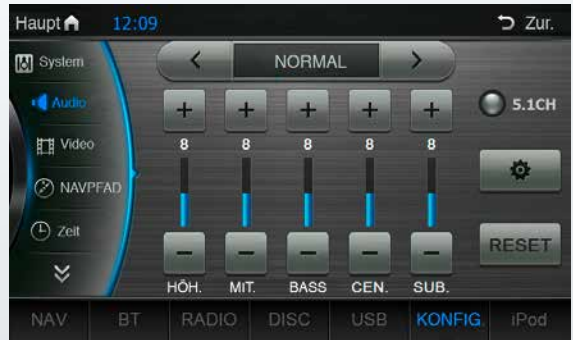 Haupt 12:09 Zur.
System
Audio
Video
NAVPFAD
Zeit
NORMAL
+ + + + +
8 8 8 8 8
- - - - -
HÖH. MIT. BASS CEN. SUB.
5.1CH
RESET
NAV BT RADIO DISC USB KONFIG. iPod